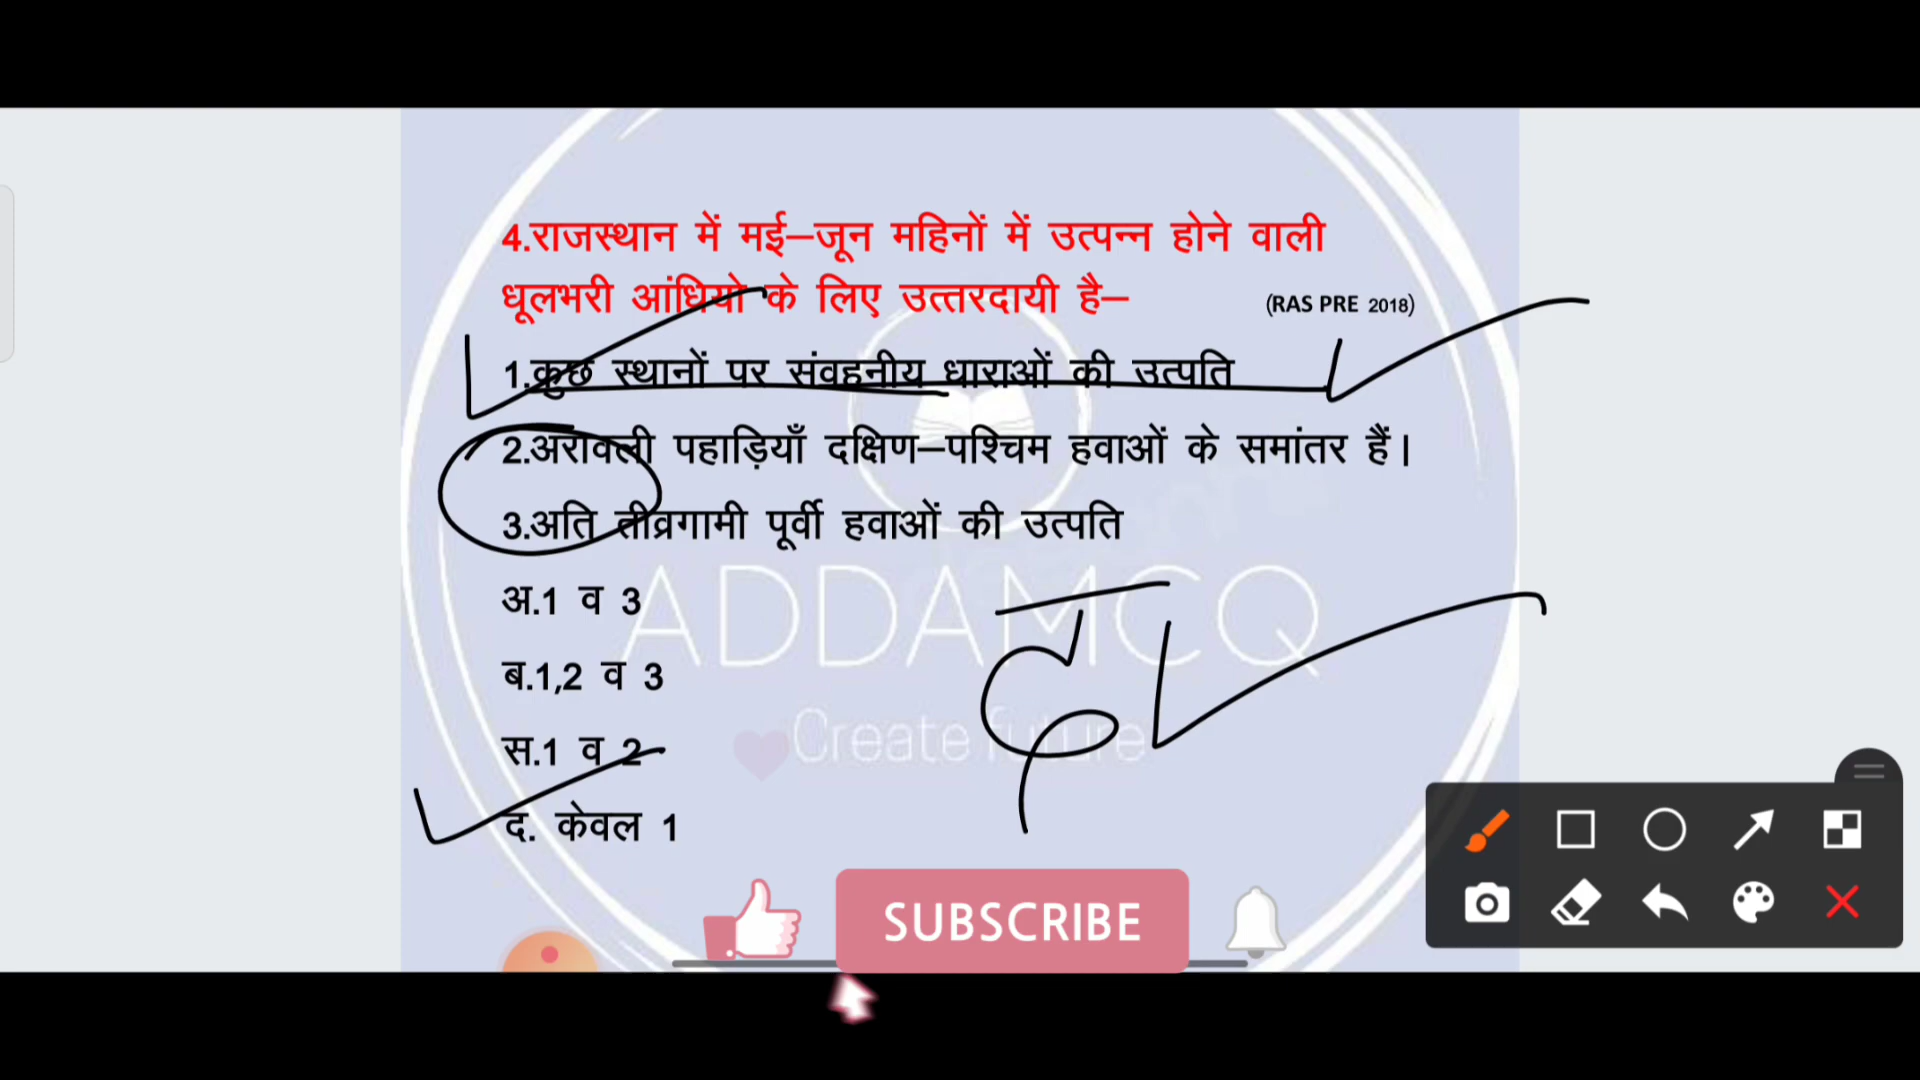 4.राजस्थान में मई–जून महिनों में उत्पन्न होने वाली
धूलभरी आंधियो के लिए उत्तरदायी है–
(RAS PRE 2018)
1.कुछ स्थानों पर संवहनीय धाराओं की उत्पति
2.अरावली पहाड़ियाँ दक्षिण–पश्चिम हवाओं के समांतर हैं।
3.अति तीव्रगामी पूर्वी हवाओं की उत्पति
अ.1 व 3
ब.1,2 व 3
स.1 व 2
द. केवल 1
द
ADDAMCQ
Create future
SUBSCRIBE